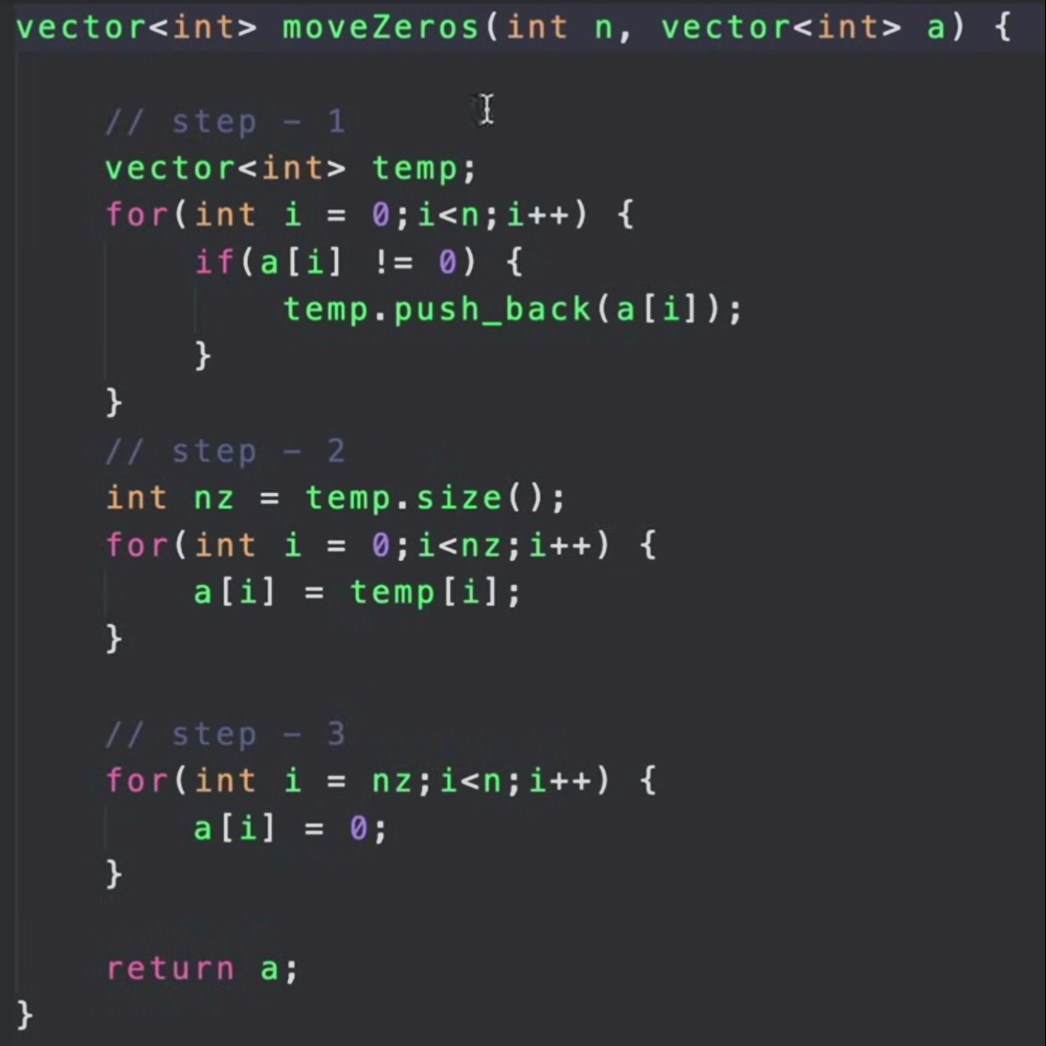 vector<int> moveZeros(int n, vector<int> a) {
// step – 1
vector<int> temp;
for(int i = 0;i<n;i++) {
if(a[i] != 0) {
temp.push_back(a[i]);
}
}
// step – 2
int nz = temp.size();
for(int i = 0;i<nz;i++) {
a[i] = temp[i];
}
// step – 3
for(int i = nz;i<n;i++) {
a[i] = 0;
}
return a;
}